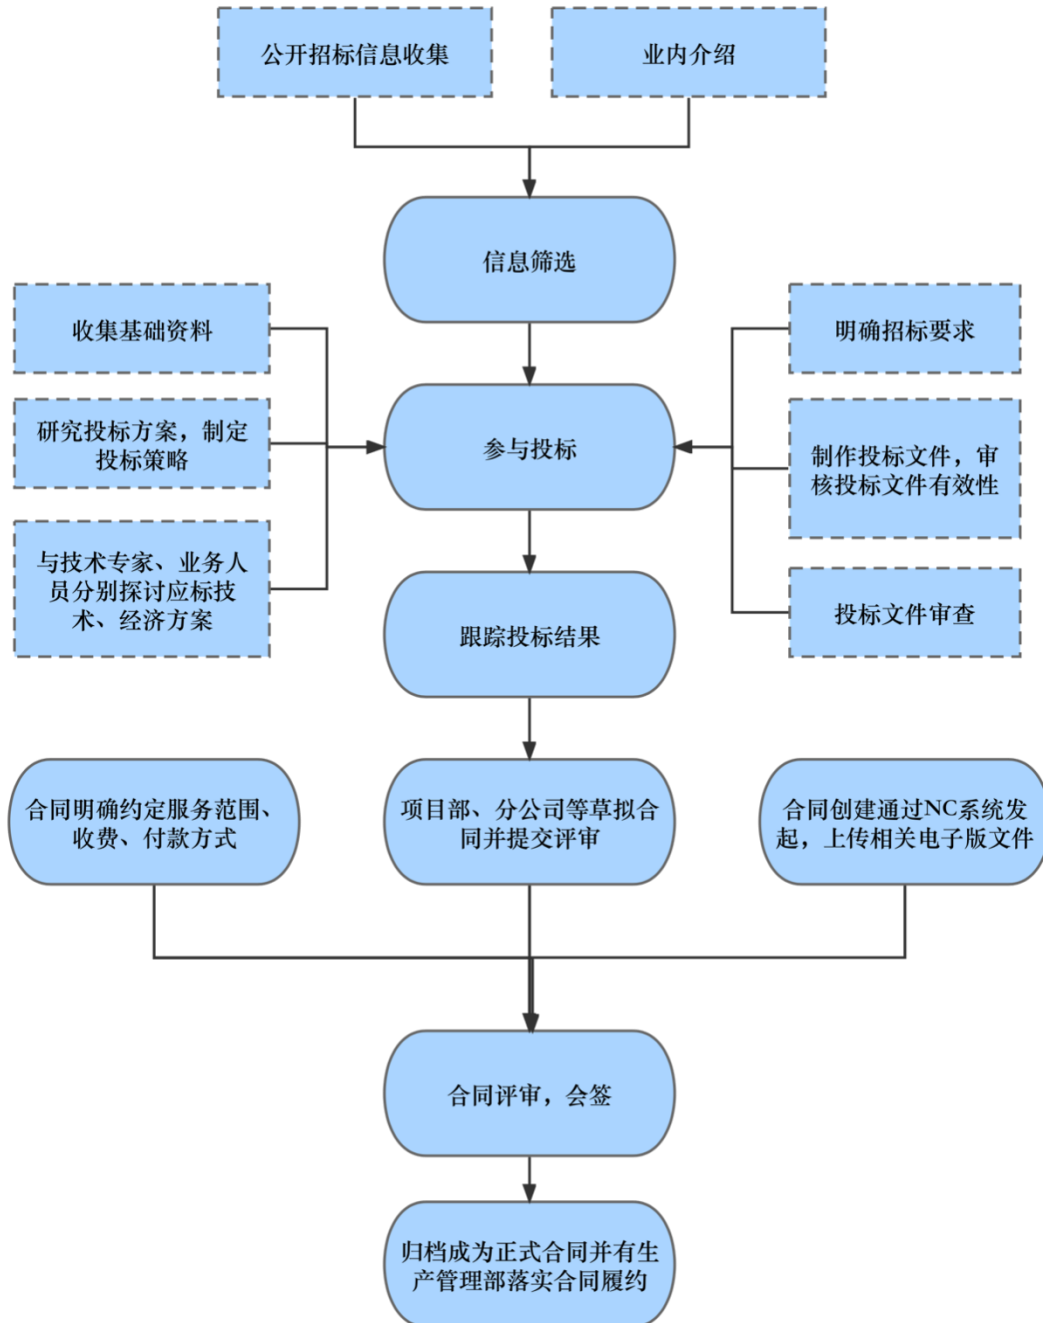 公开招标信息收集
业内介绍
信息筛选
收集基础资料
明确招标要求
研究投标方案，制定
投标策略
参与投标
制作投标文件，审
核投标文件有效性
与技术专家、业务人
员分别探讨应标技
术、经济方案
跟踪投标结果
投标文件审查
合同明确约定服务范围、
收费、付款方式
项目部、分公司等草拟合
同并提交评审
合同创建通过NC系统发
起，上传相关电子版文件
合同评审，会签
归档成为正式合同并有生
产管理部落实合同履约